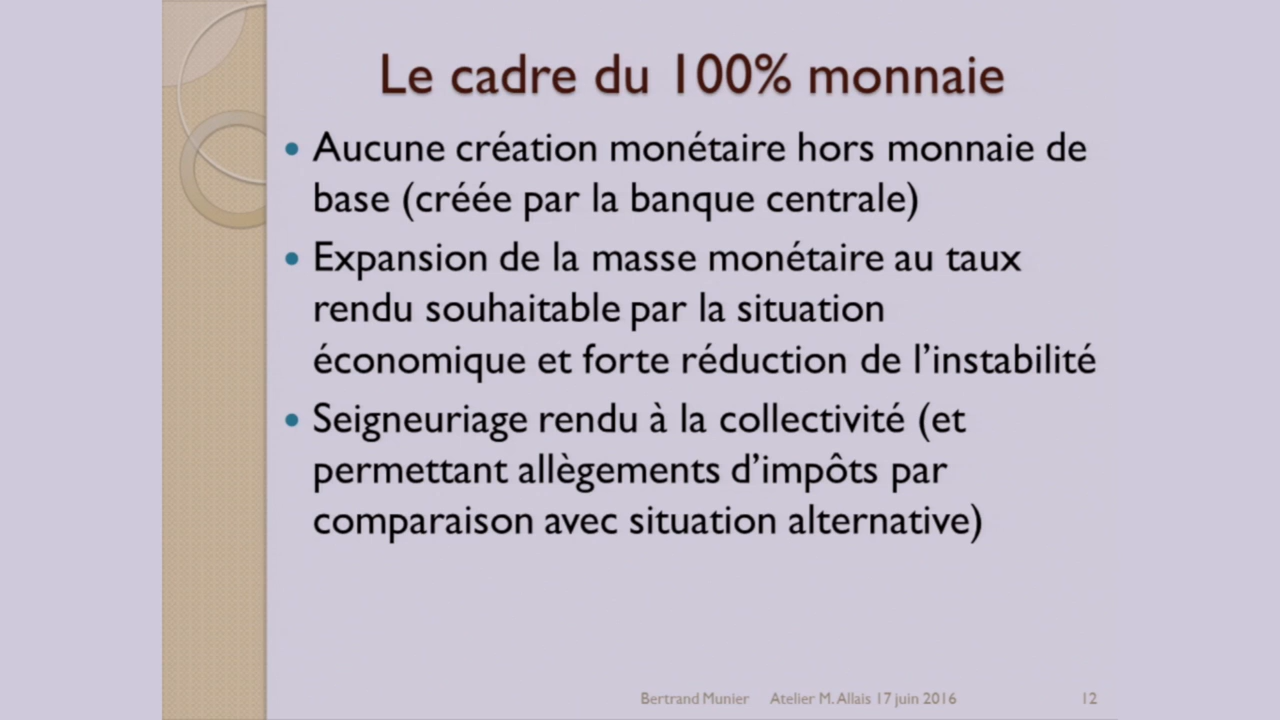 Le cadre du 100% monnaie
• Aucune création monétaire hors monnaie de
base (créée par la banque centrale)
• Expansion de la masse monétaire au taux
rendu souhaitable par la situation
économique et forte réduction de l’instabilité
• Seigneuriage rendu à la collectivité (et
permettant allègements d’impôts par
comparaison avec situation alternative)
Bertrand Munier Atelier M. Allais 17 juin 2016 12